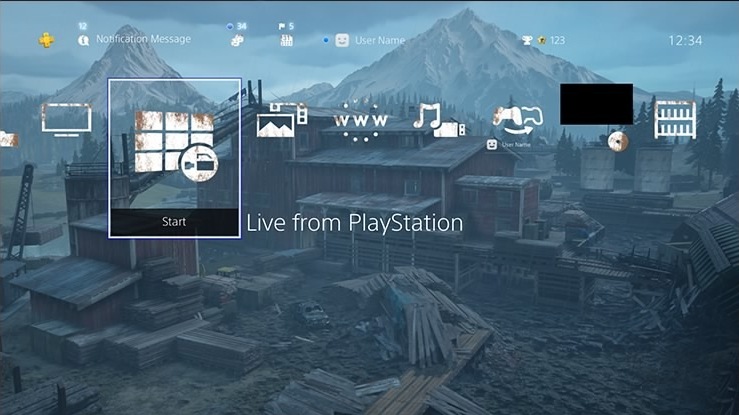 12
Notification Message
34
5
User Name
123
12:34
www
User Name
Start
Live from PlayStation